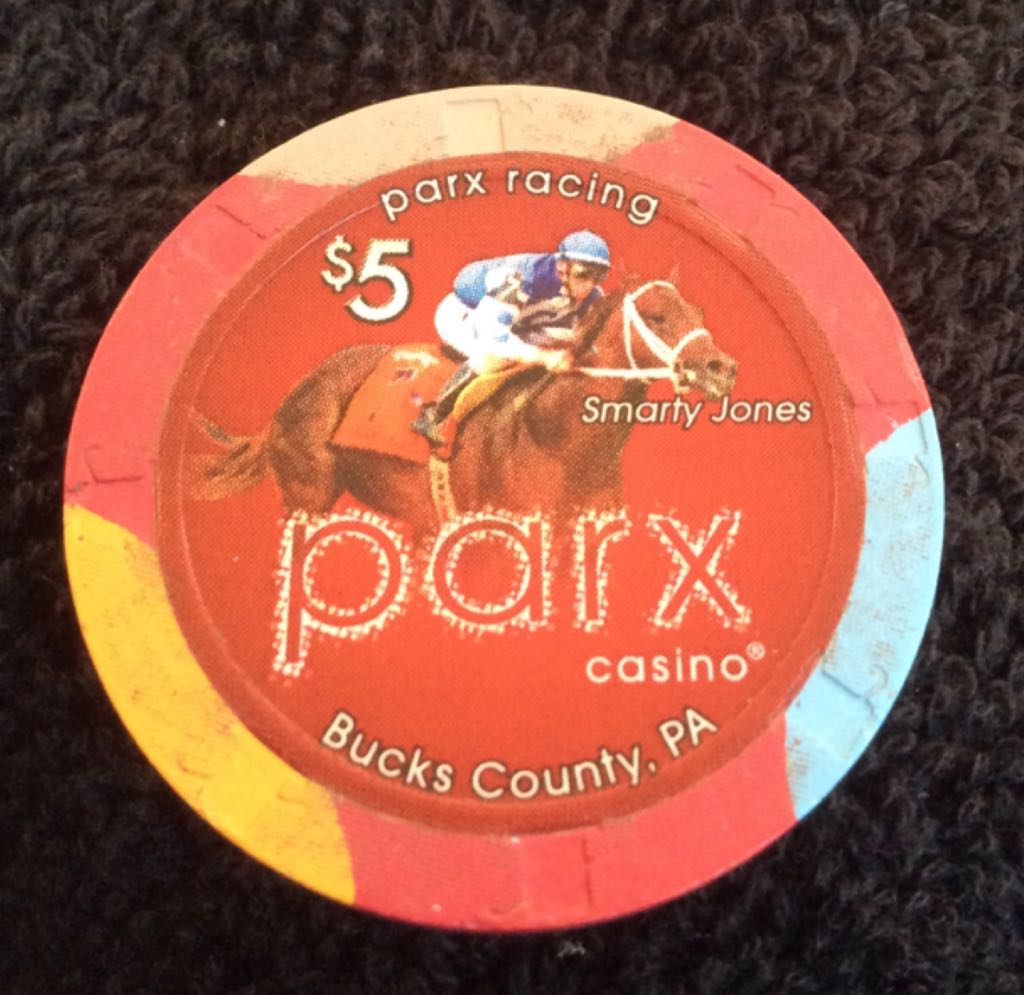 parx racing
$5
Smarty Jones
parx
casino®
Bucks County, PA